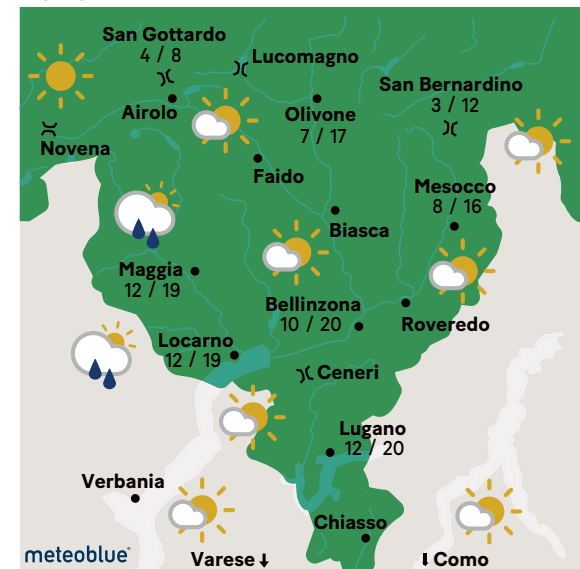 San Gottardo
4 / 8
Lucomagno
San Bernardino
3 / 12
Airolo
Olivone
7 / 17
Novena
Faido
Mesocco
8 / 16
Biasca
Maggia
12 / 19
Bellinzona
10 / 20
Roveredo
Locarno
12 / 19
Ceneri
Lugano
12 / 20
Verbania
Chiasso
meteoblue®
Varese ↓
⬇ Como